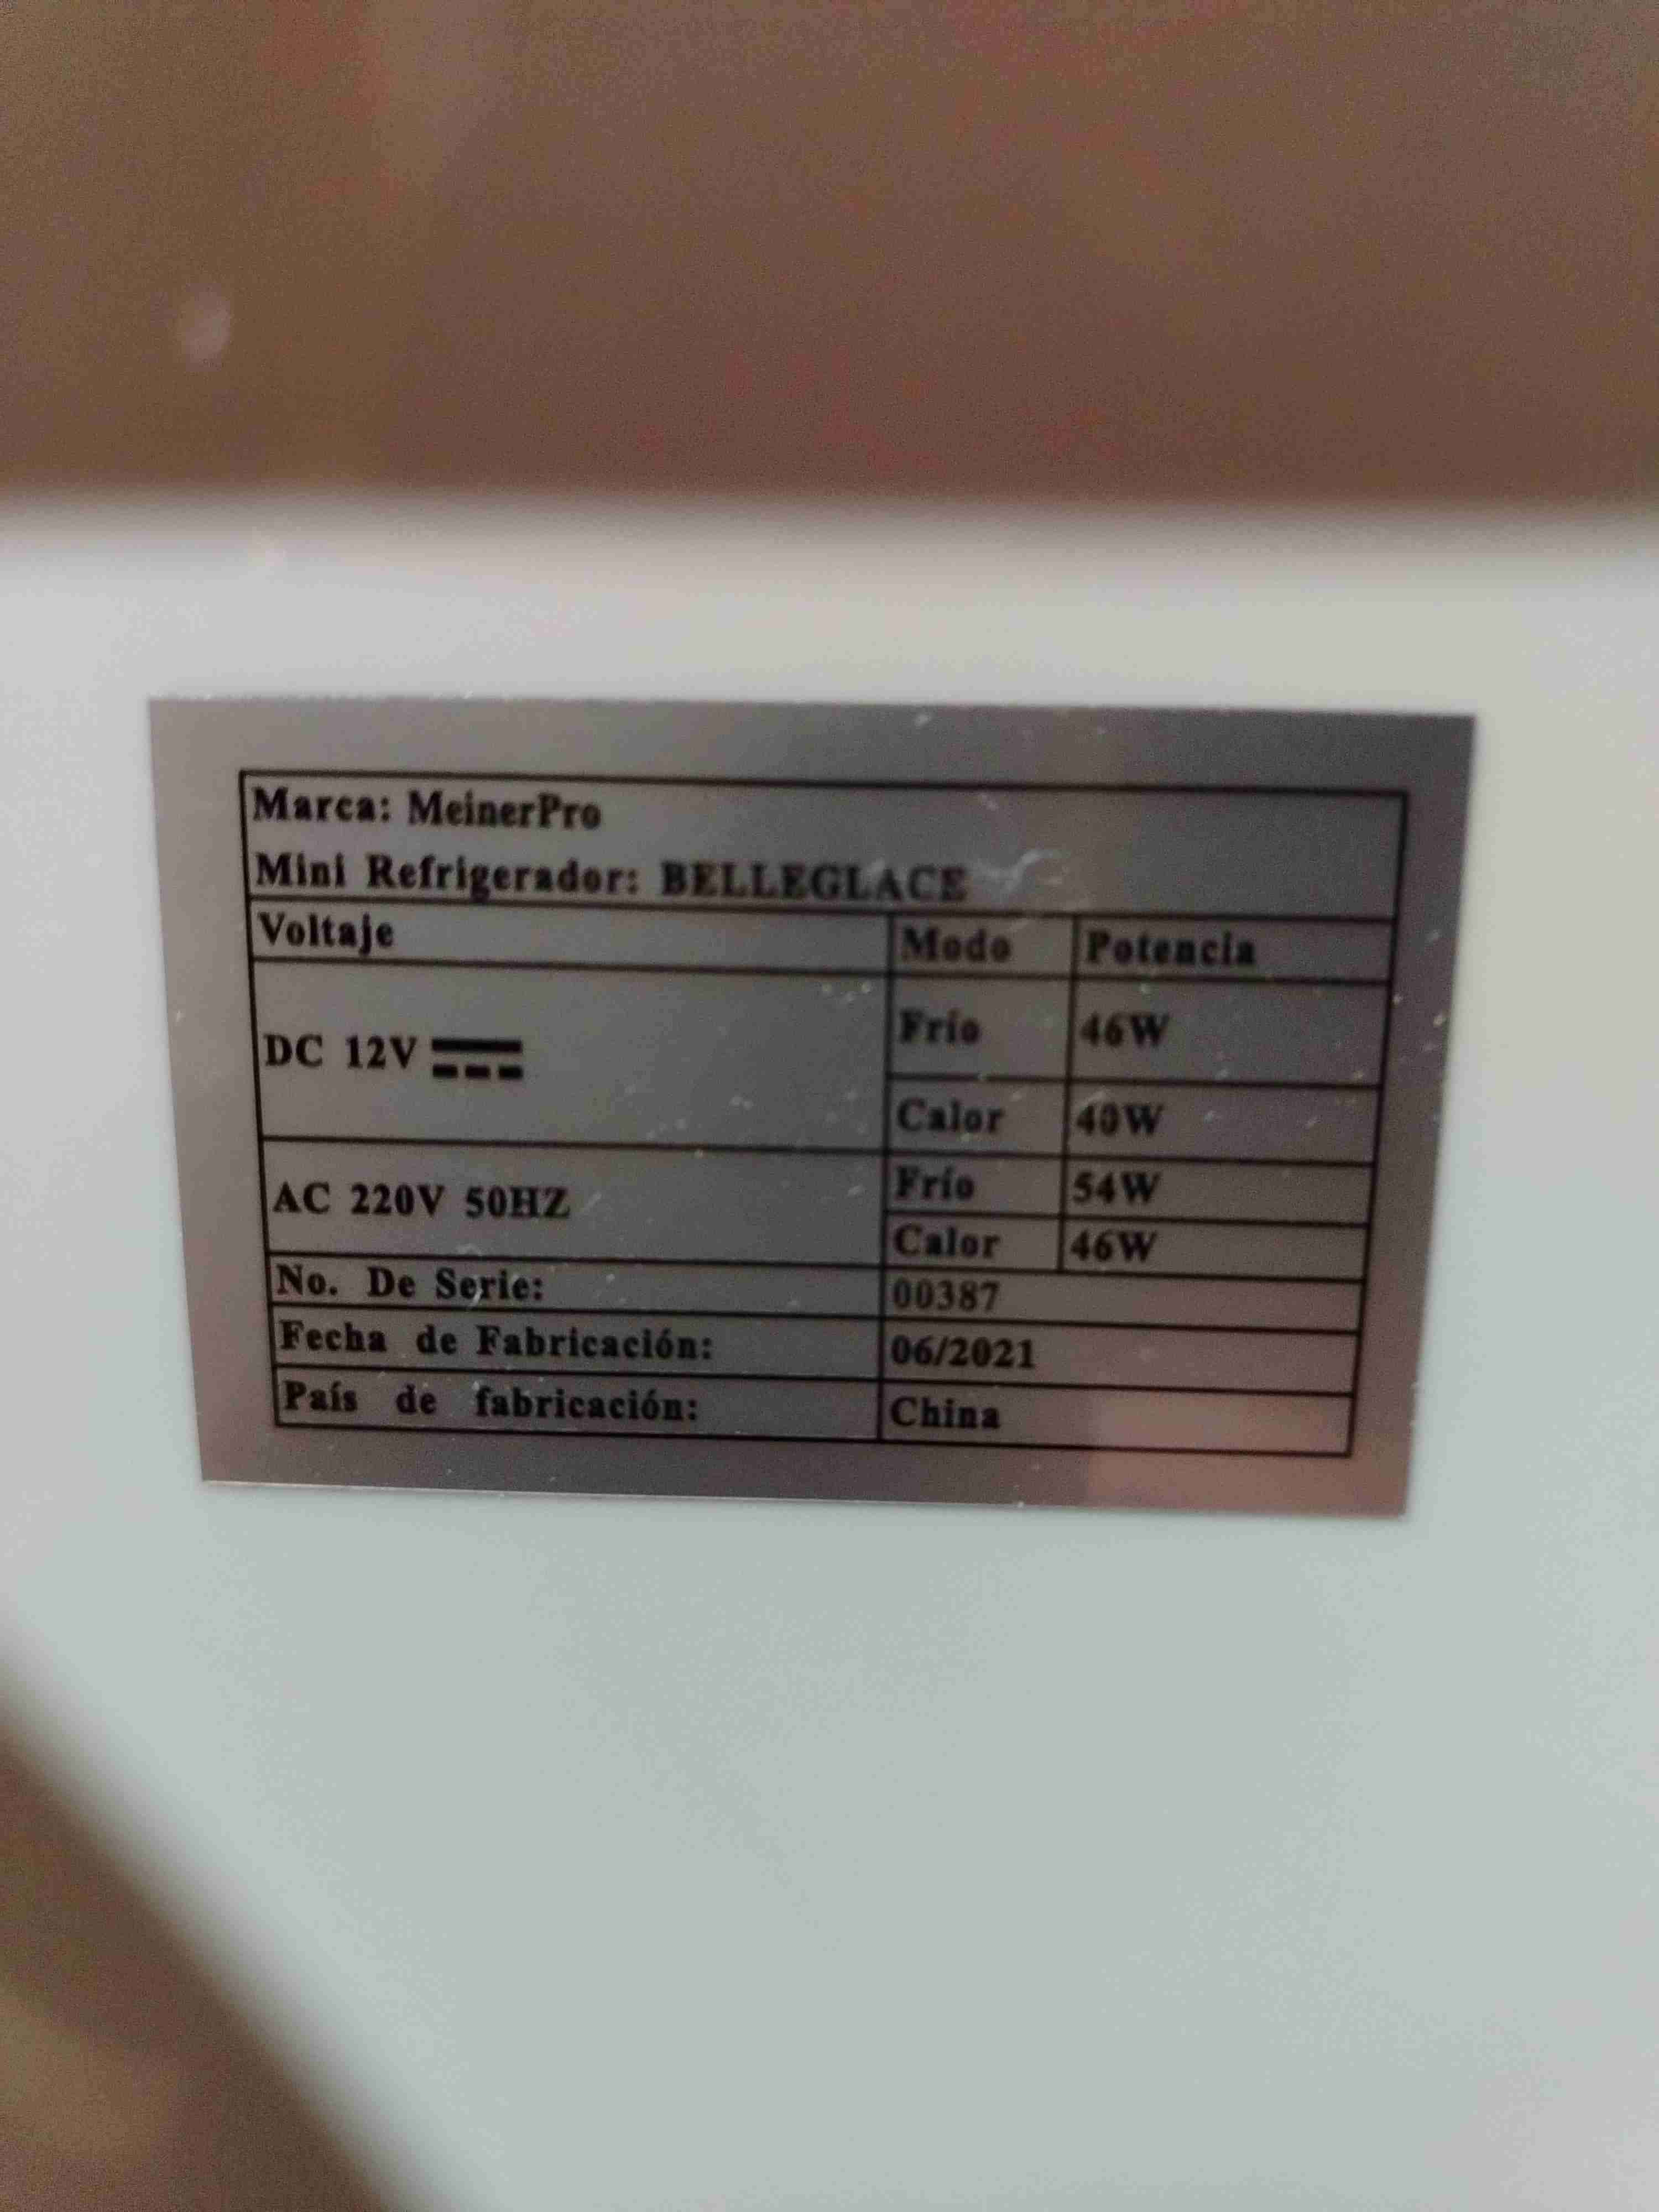 Marca: MeinerPro
Mini Refrigerador: BELLEGLACE
Voltaje Modo Potencia
DC 12V Frío 46W
Calor 40W
AC 220V 50HZ Frío 54W
Calor 46W
No. De Serie: 00387
Fecha de Fabricación: 06/2021
País de fabricación: China